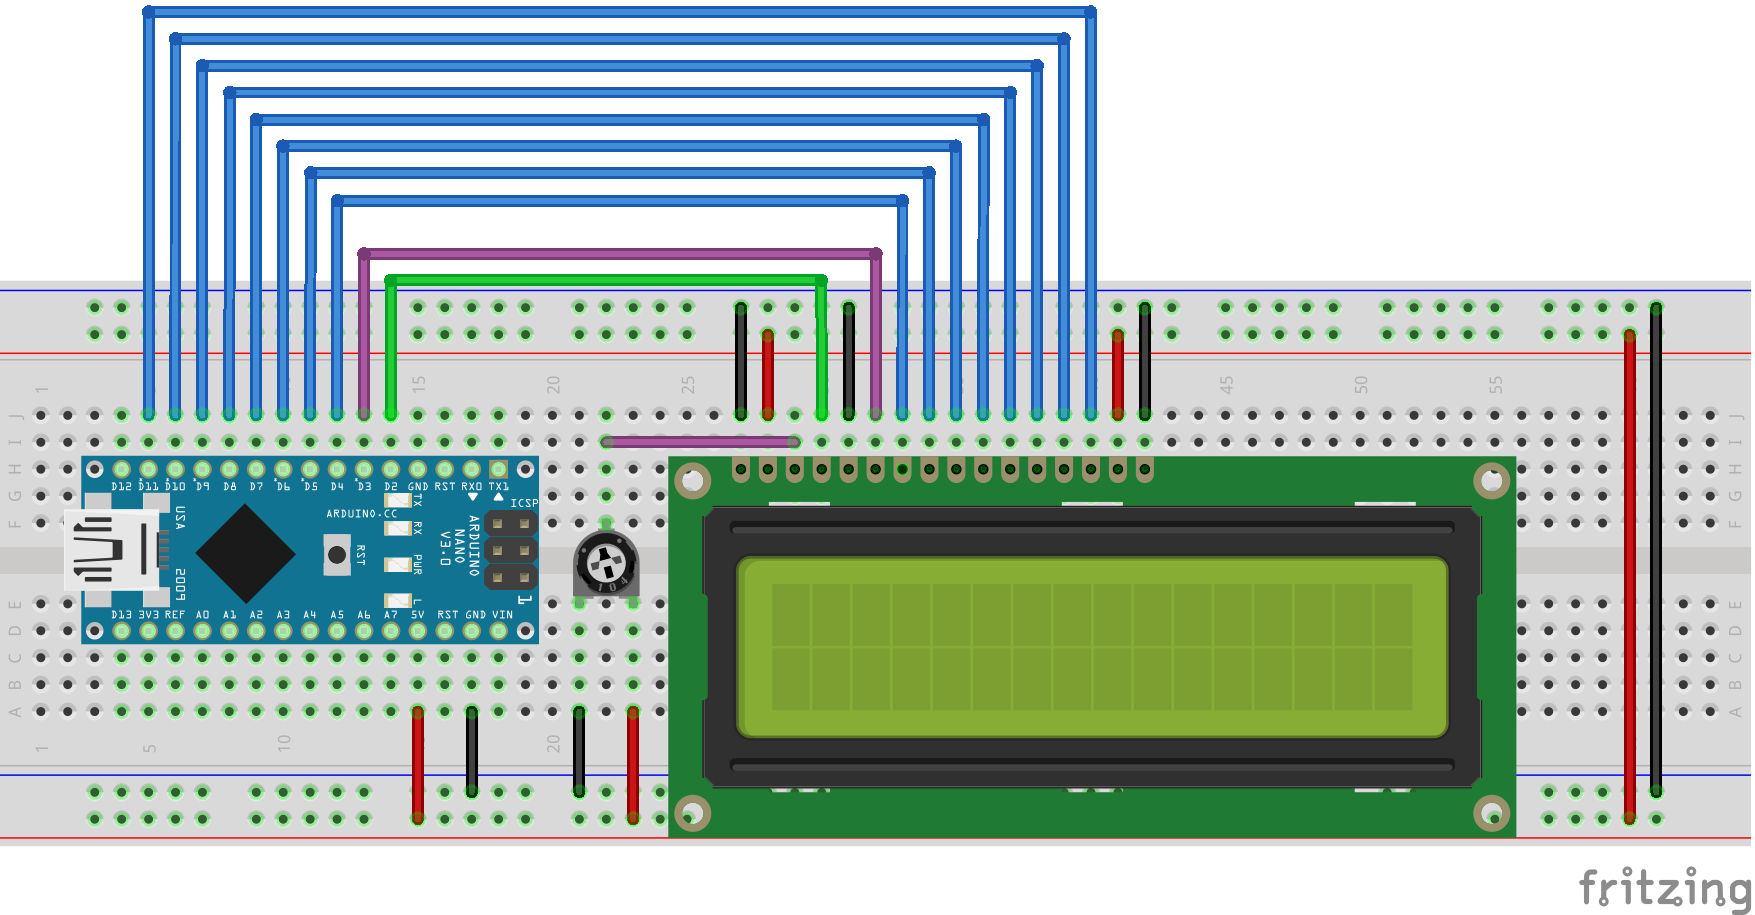 1
15
20
25
45
50
55
J
J
I
I
H
H
G
G
F
F
D12 D11 D10 D9 D8 D7 D6 D5 D4 D3 D2 GND RST RX0 TX1
TX
RX
PWR
L
ICSP
1
USA
2009
ARDUINO.CC
RST
ARDUINO
NANO
V3.0
104
D13 3V3 REF A0 A1 A2 A3 A4 A5 A6 A7 5V RST GND VIN
E
E
D
D
C
C
B
B
A
A
1
5
10
20
fritzing